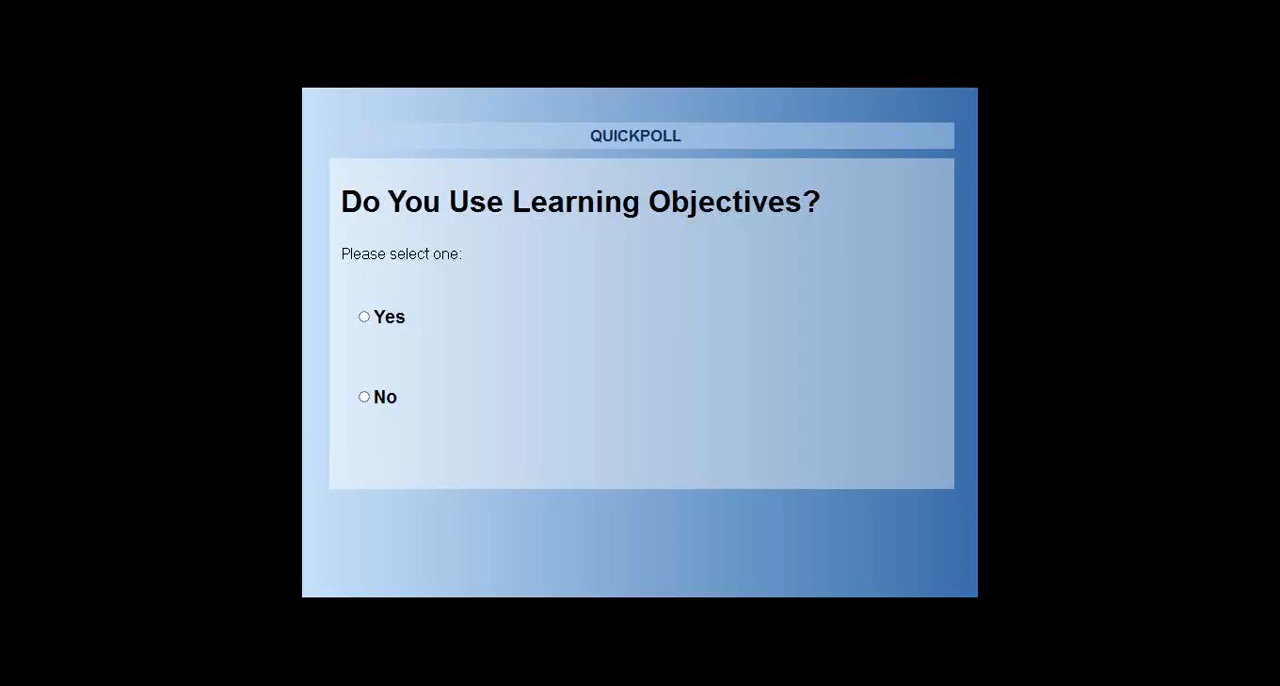 QUICKPOLL
Do You Use Learning Objectives?
Please select one:
Yes
No